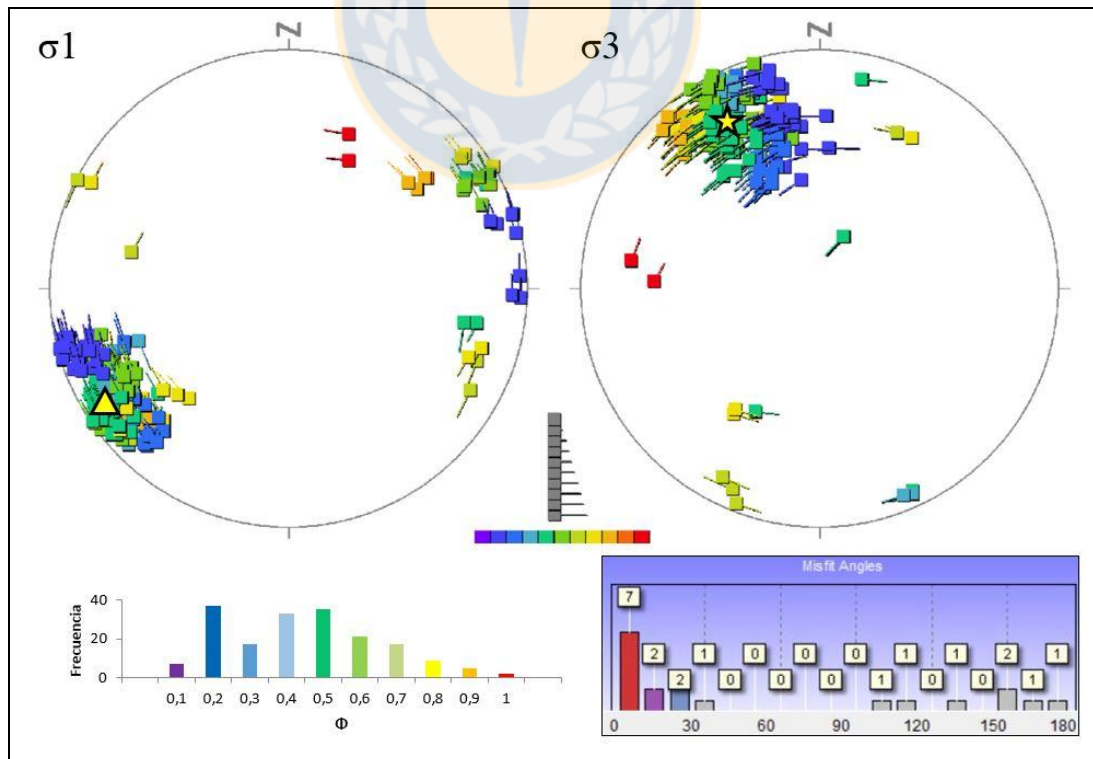 σ1
N
σ3
N
Frecuencia
40
20
0
0,1 0,2 0,3 0,4 0,5 0,6 0,7 0,8 0,9 1
Φ
Misfit Angles
7
2 1 0 0 0 1 1 2 1
2 0 0 0 1 0 0 1
0 30 60 90 120 150 180